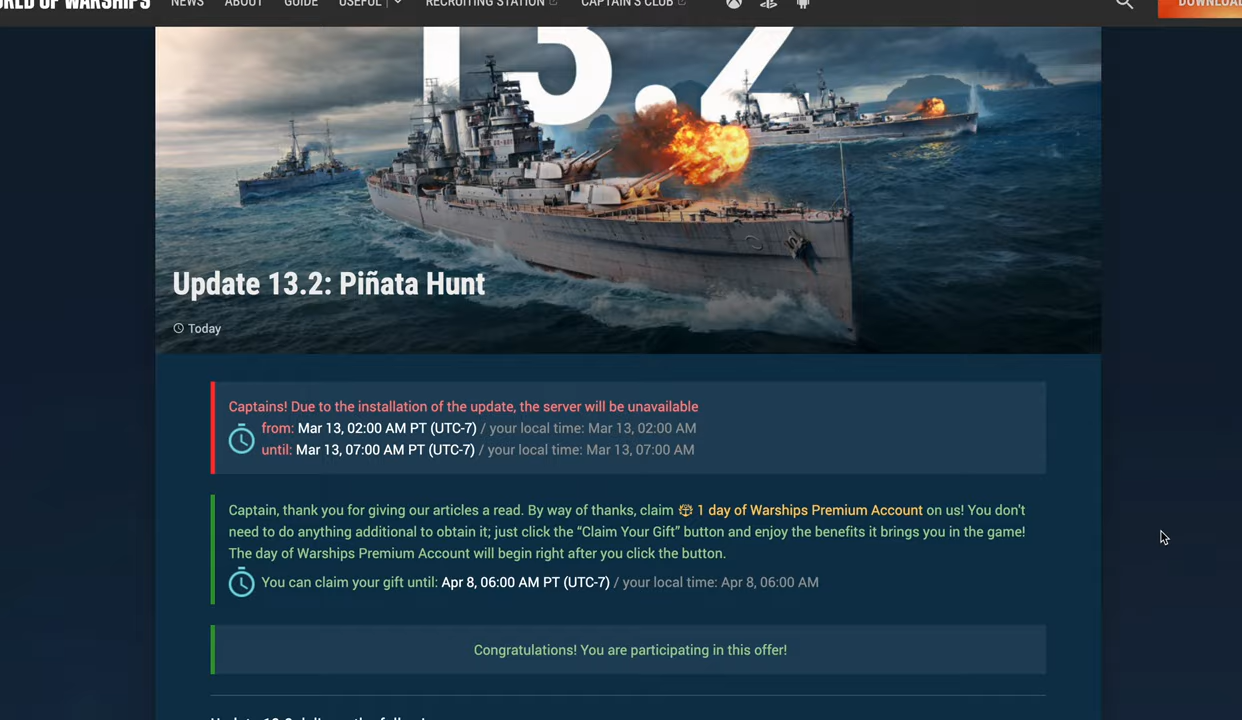 WORLD OF WARSHIPS NEWS ABOUT GUIDE USEFUL RECRUITING STATION CAPTAIN'S CLUB DOWNLOAD
13.2
Update 13.2: Piñata Hunt
Today
Captains! Due to the installation of the update, the server will be unavailable
from: Mar 13, 02:00 AM PT (UTC-7) / your local time: Mar 13, 02:00 AM
until: Mar 13, 07:00 AM PT (UTC-7) / your local time: Mar 13, 07:00 AM
Captain, thank you for giving our articles a read. By way of thanks, claim 1 day of Warships Premium Account on us! You don't
need to do anything additional to obtain it; just click the “Claim Your Gift” button and enjoy the benefits it brings you in the game!
The day of Warships Premium Account will begin right after you click the button.
You can claim your gift until: Apr 8, 06:00 AM PT (UTC-7) / your local time: Apr 8, 06:00 AM
Congratulations! You are participating in this offer!